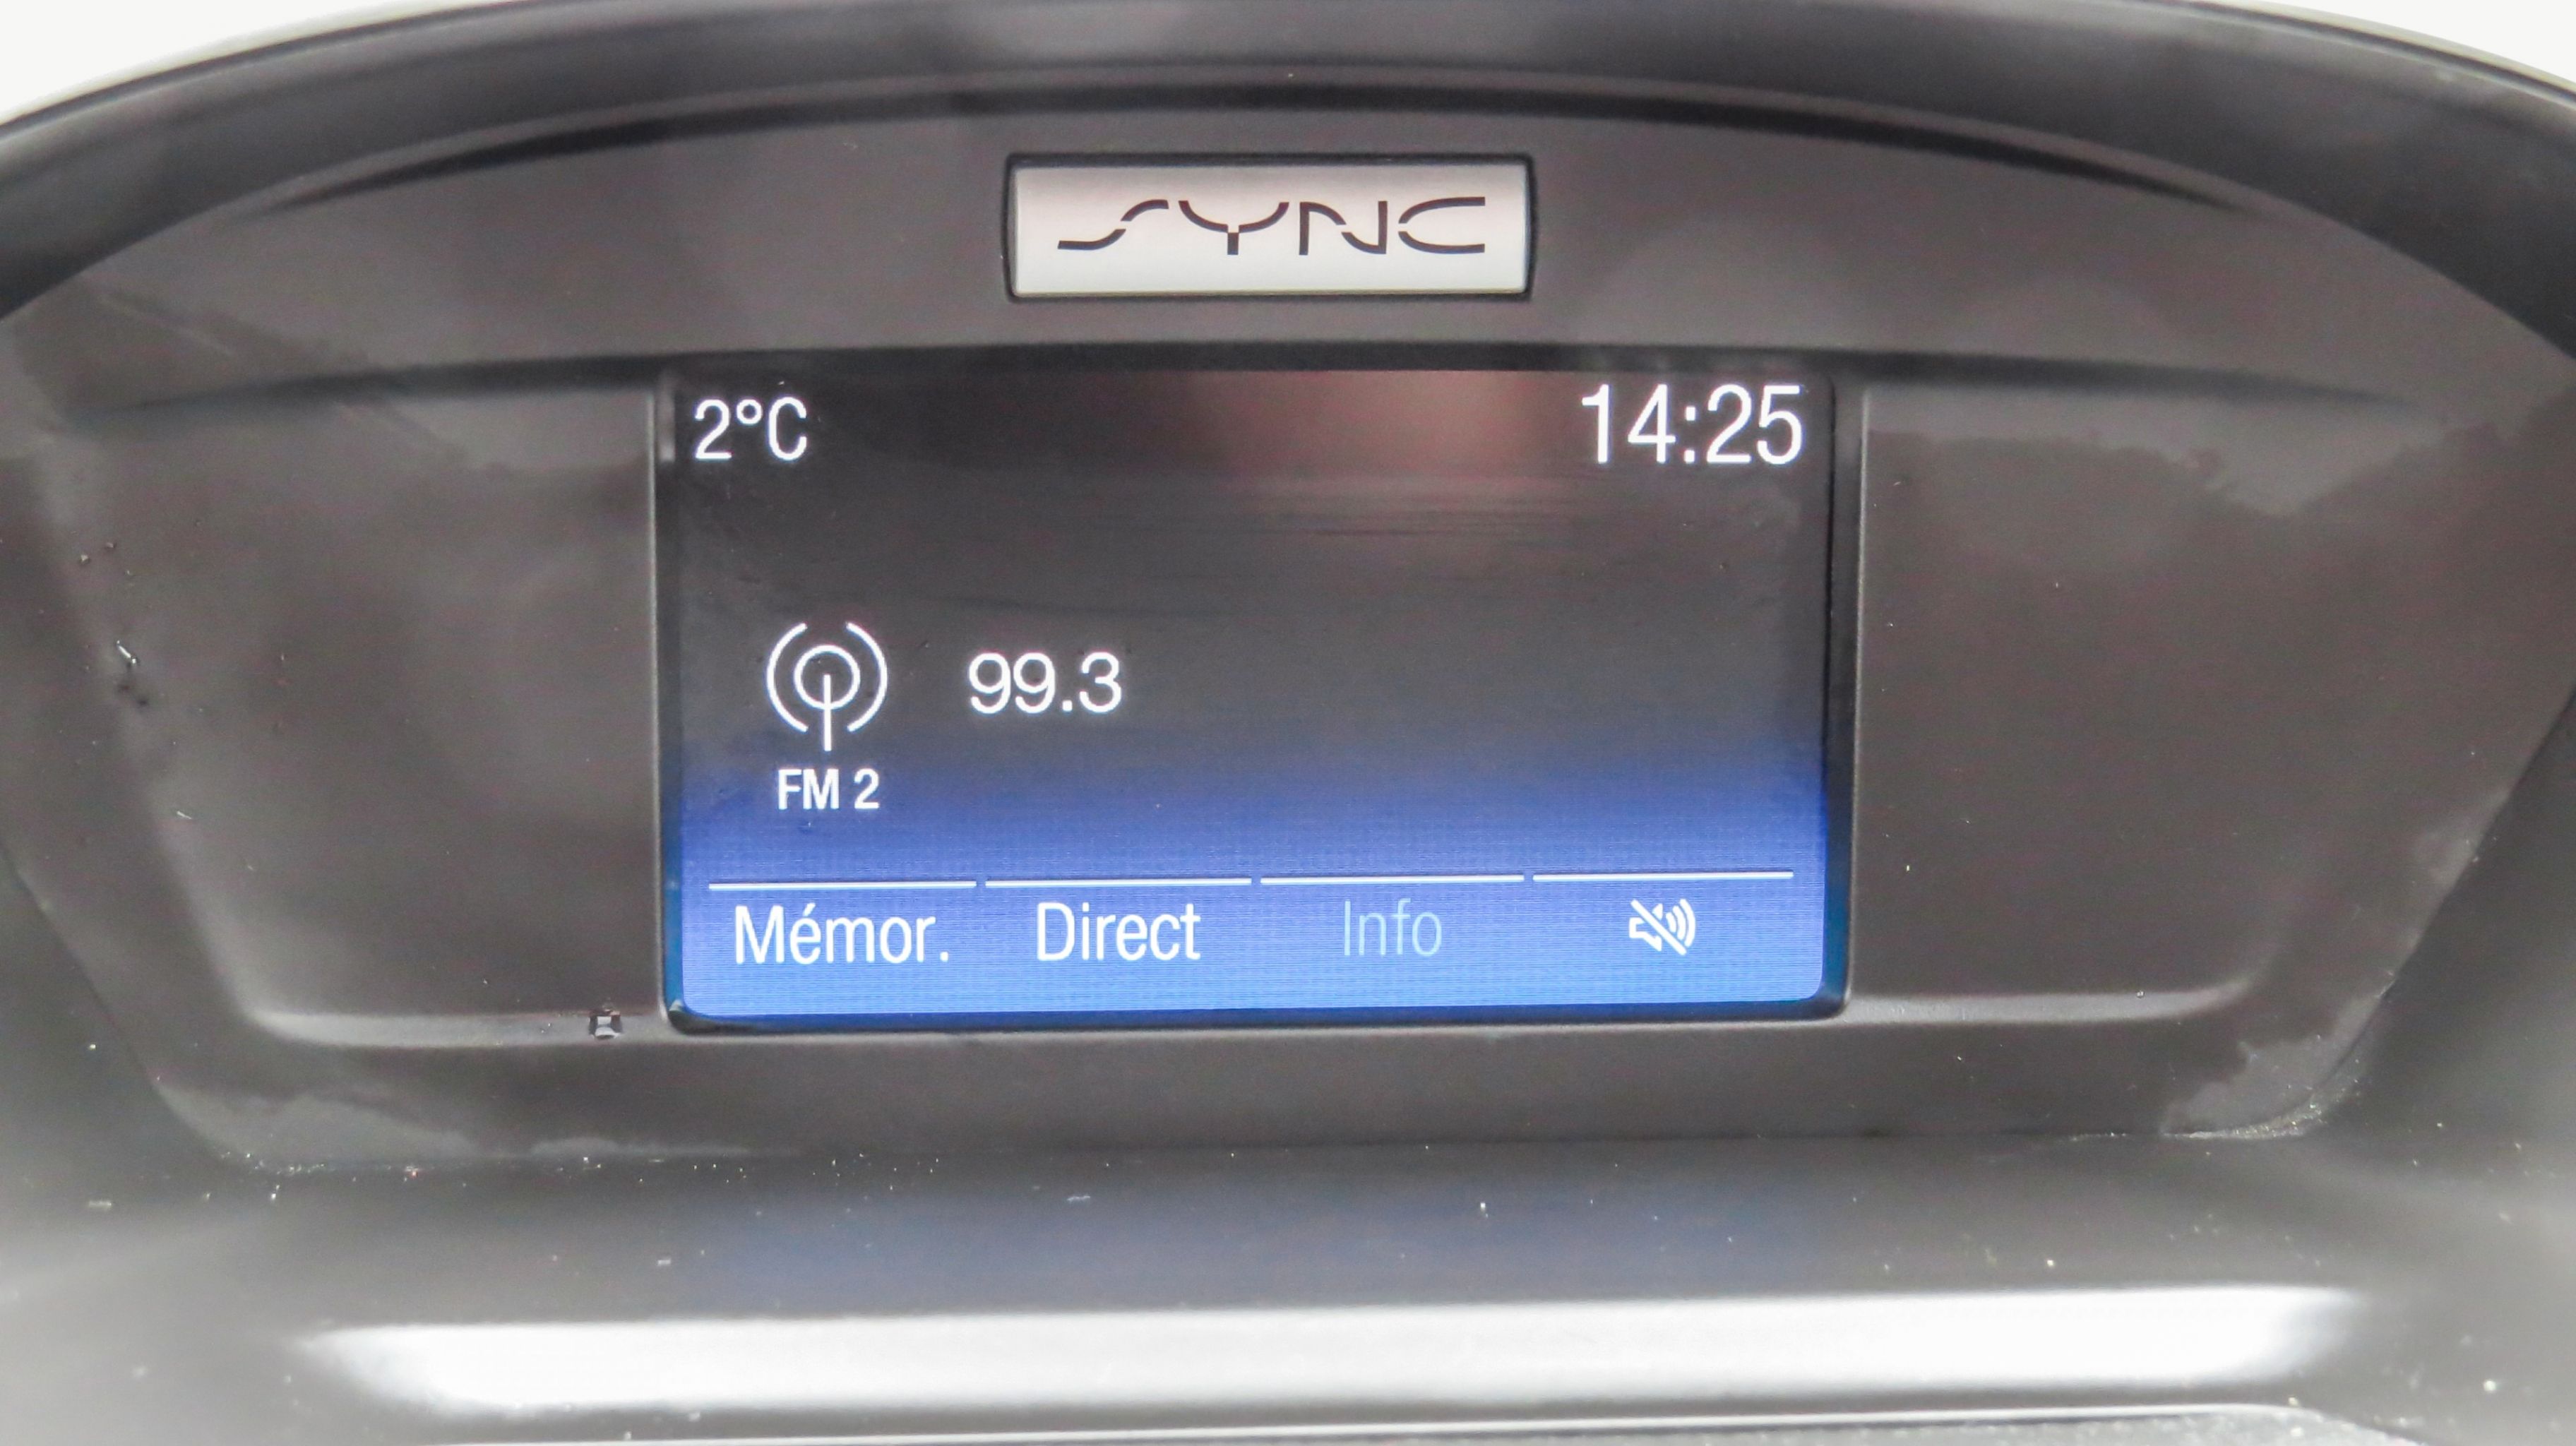 SYNC
2°C 14:25
99.3
FM 2
Mémor. Direct Info